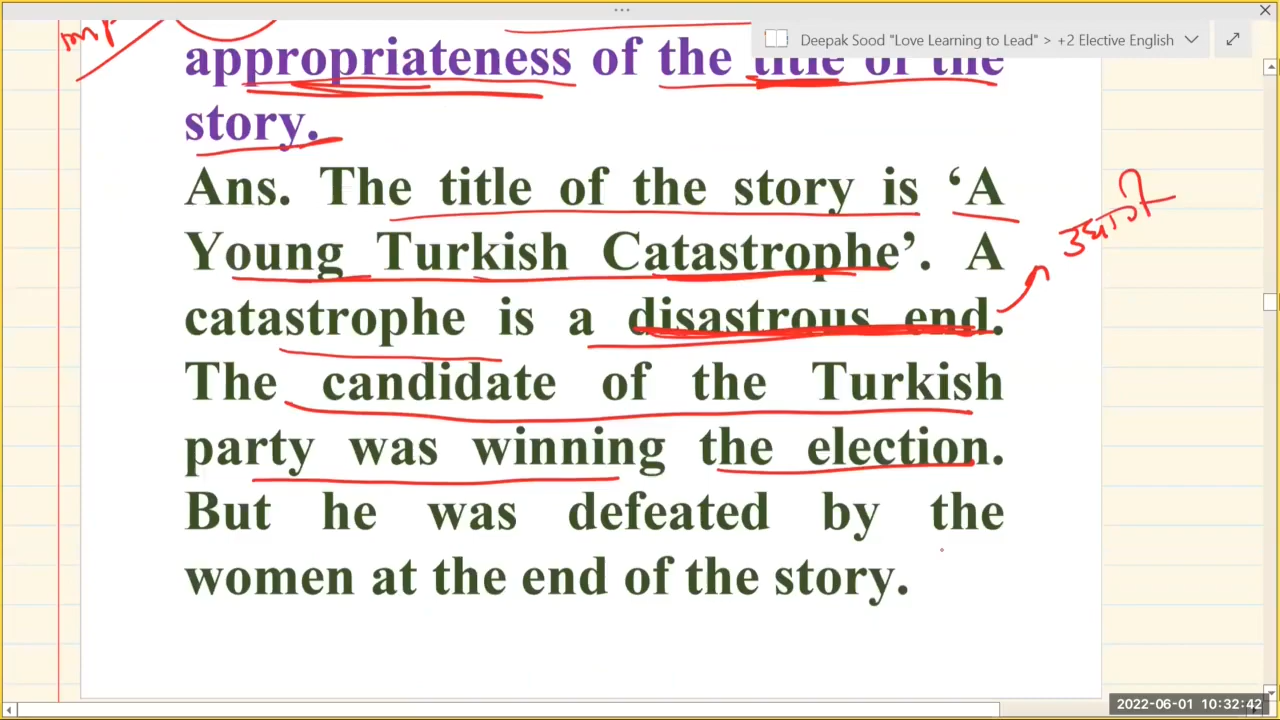 imp
Deepak Sood "Love Learning to Lead" > +2 Elective English
appropriateness of the title of the
story.
Ans. The title of the story is ‘A
Young Turkish Catastrophe’. A
catastrophe is a disastrous end.
The candidate of the Turkish
party was winning the election.
But he was defeated by the
women at the end of the story.
2022-06-01 10:32:42